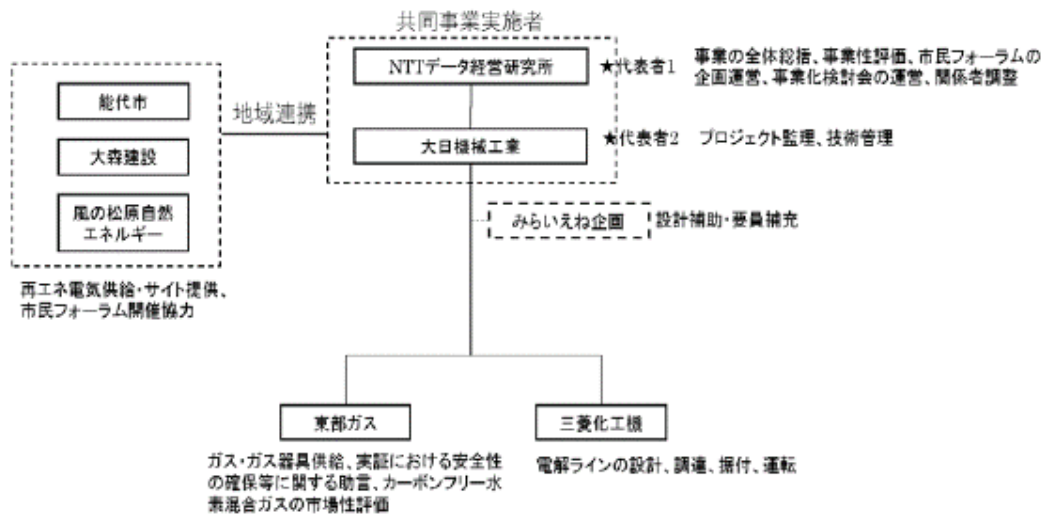 共同事業実施者
NTTデータ経営研究所
★代表者1
事業の全体総括、事業性評価、市民フォーラムの
企画運営、事業化検討会の運営、関係者調整
大日機械工業
★代表者2
プロジェクト監理、技術管理
地域連携
能代市
大森建設
風の松原自然
エネルギー
再エネ電気供給・サイト提供、
市民フォーラム開催協力
みらいえね企画
設計補助・要員補充
東部ガス
ガス・ガス器具供給、実証における安全性
の確保等に関する助言、カーボンフリー水
素混合ガスの市場性評価
三菱化工機
電解ラインの設計、調達、据付、運転